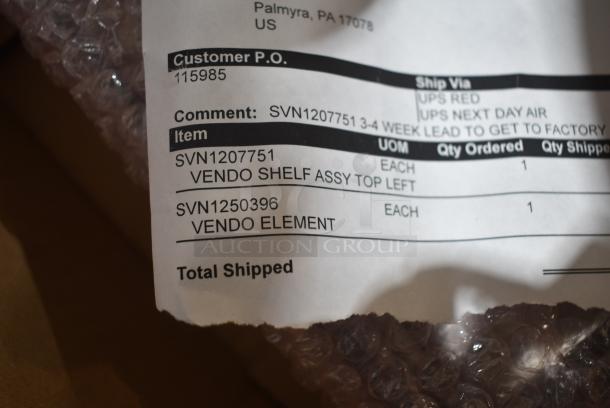 Palmyra, PA 17078
US
Customer P.O.
115985
Ship Via
UPS RED
UPS NEXT DAY AIR
Comment: SVN1207751 3-4 WEEK LEAD TO GET TO FACTORY
Item UOM Qty Ordered Qty Shippe
SVN1207751 EACH 1
VENDO SHELF ASSY TOP LEFT
SVN1250396 EACH 1
VENDO ELEMENT
AUCTION GROUP
Total Shipped